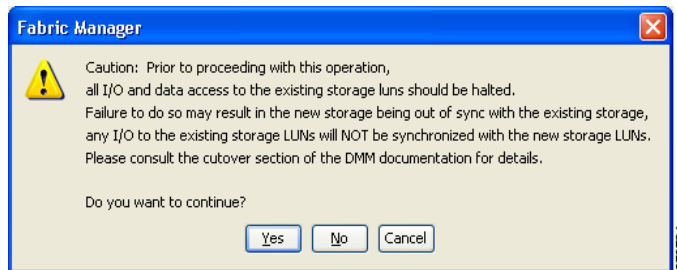 Fabric Manager
Caution: Prior to proceeding with this operation,
all I/O and data access to the existing storage luns should be halted.
Failure to do so may result in the new storage being out of sync with the existing storage,
any I/O to the existing storage LUNs will NOT be synchronized with the new storage LUNs.
Please consult the cutover section of the DMM documentation for details.
Do you want to continue?
Yes No Cancel